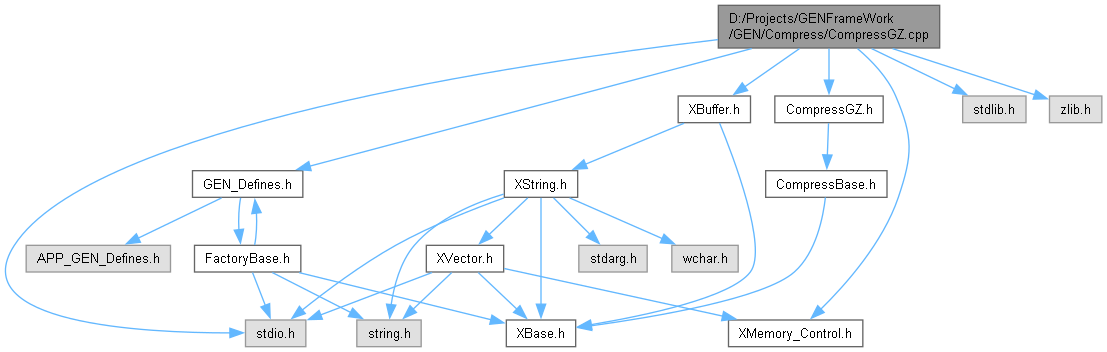 D:/Projects/GENFrameWork
/GEN/Compress/CompressGZ.cpp
XBuffer.h
CompressGZ.h
stdlib.h
zlib.h
GEN_Defines.h
XString.h
CompressBase.h
APP_GEN_Defines.h
FactoryBase.h
XVector.h
stdarg.h
wchar.h
stdio.h
string.h
XBase.h
XMemory_Control.h